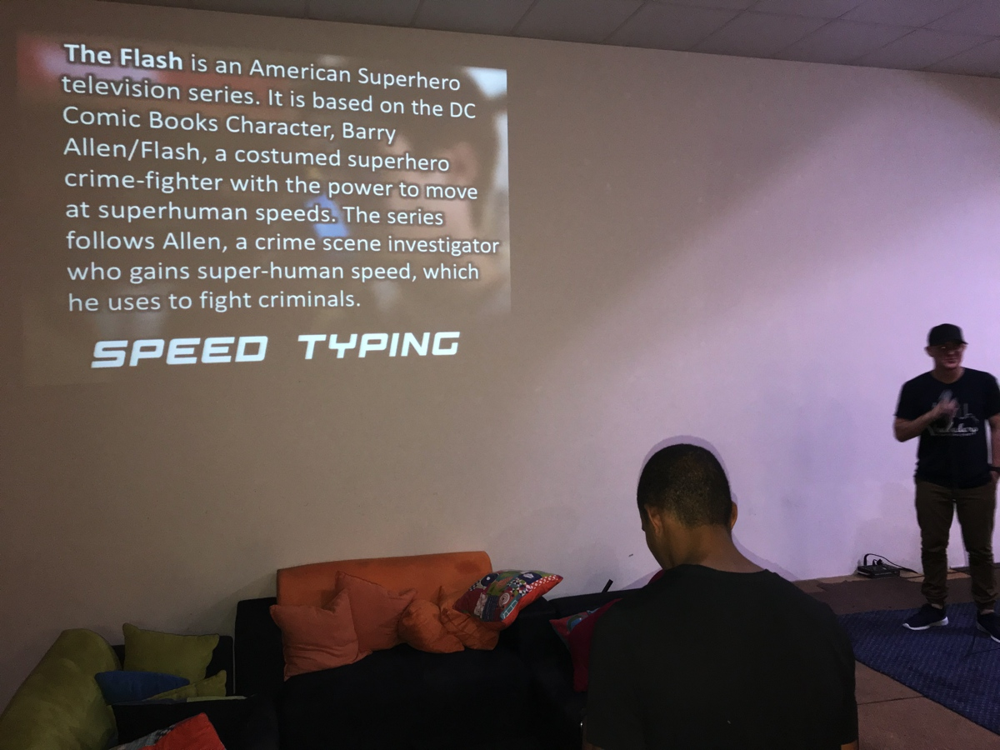 The Flash is an American Superhero
television series. It is based on the DC
Comic Books Character, Barry
Allen/Flash, a costumed superhero
crime-fighter with the power to move
at superhuman speeds. The series
follows Allen, a crime scene investigator
who gains super-human speed, which
he uses to fight criminals.
SPEED TYPING